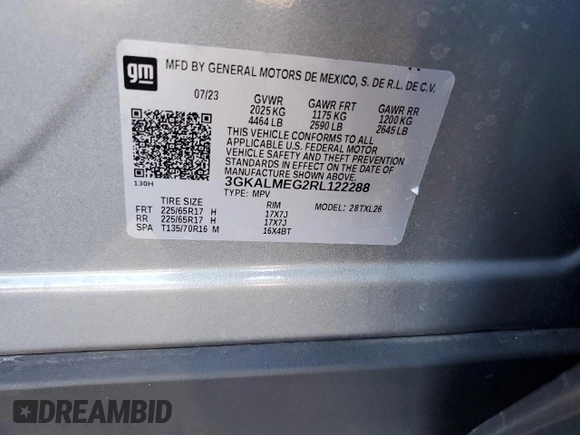 gm
MFD BY GENERAL MOTORS DE MEXICO, S. DE R.L. DE C.V.
07/23 GVWR GAWR FRT GAWR RR
2025 KG 1175 KG 1200 KG
4464 LB 2590 LB 2645 LB
THIS VEHICLE CONFORMS TO ALL
APPLICABLE U.S. FEDERAL MOTOR
VEHICLE SAFETY AND THEFT PREVENTION
STANDARDS IN EFFECT ON THE DATE OF
MANUFACTURE SHOWN ABOVE.
3GKALMEG2RL122288
130H
TYPE: MPV MODEL: 28TXL26
TIRE SIZE RIM
FRT 225/65R17 H 17X7J
RR 225/65R17 H 17X7J
SPA T135/70R16 M 16X4BT
DREAMBID